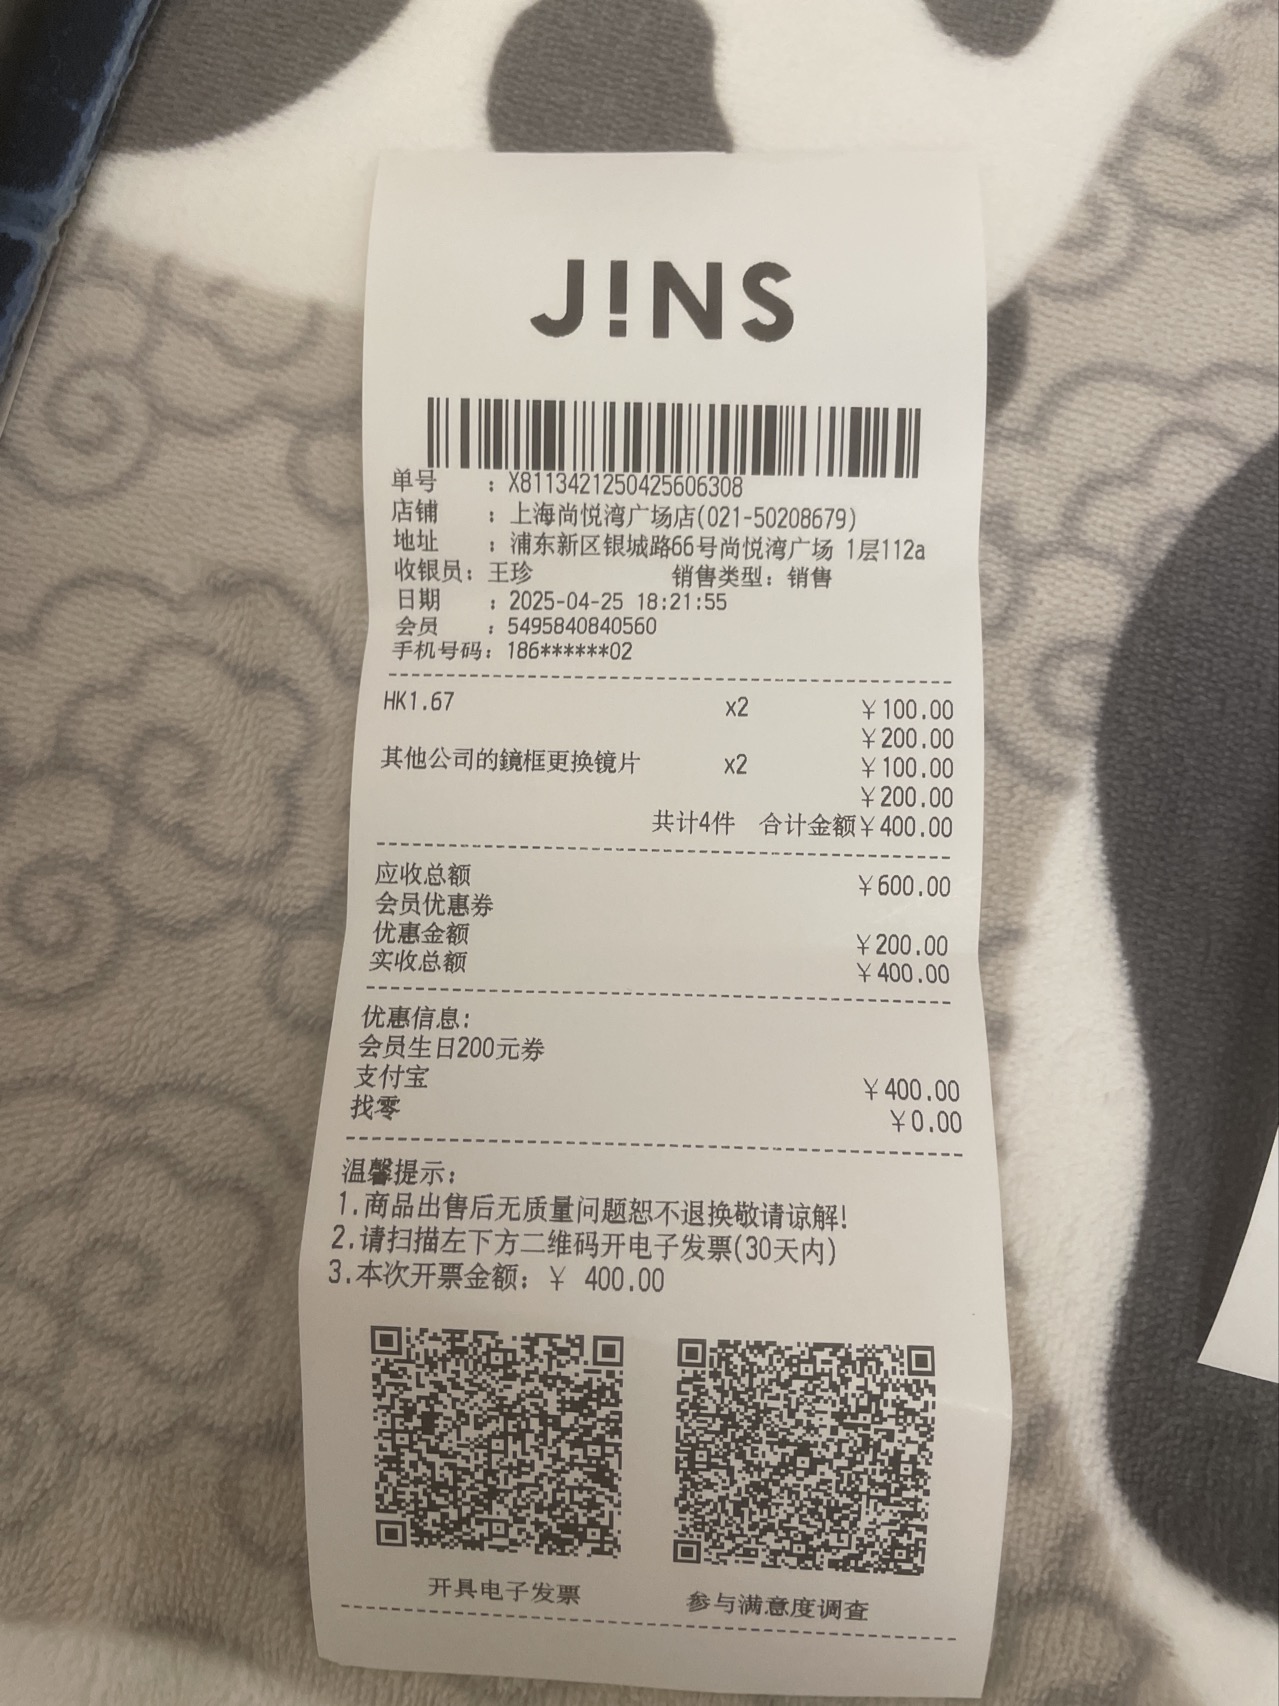 J!NS
单号 : X8113421250425606308
店铺 : 上海尚悦湾广场店(021-50208679)
地址 : 浦东新区银城路66号尚悦湾广场 1层112a
收银员: 王珍 销售类型: 销售
日期 : 2025-04-25 18:21:55
会员 : 5495840840560
手机号码: 186******02
HK1.67 x2 ¥100.00
¥200.00
其他公司的鏡框更换镜片 x2 ¥100.00
¥200.00
共计4件 合计金额¥400.00
应收总额 ¥600.00
会员优惠券
优惠金额 ¥200.00
实收总额 ¥400.00
优惠信息:
会员生日200元券
支付宝 ¥400.00
找零 ¥0.00
温馨提示:
1.商品出售后无质量问题恕不退换敬请谅解!
2.请扫描左下方二维码开电子发票(30天内)
3.本次开票金额: ¥ 400.00
开具电子发票 参与满意度调查